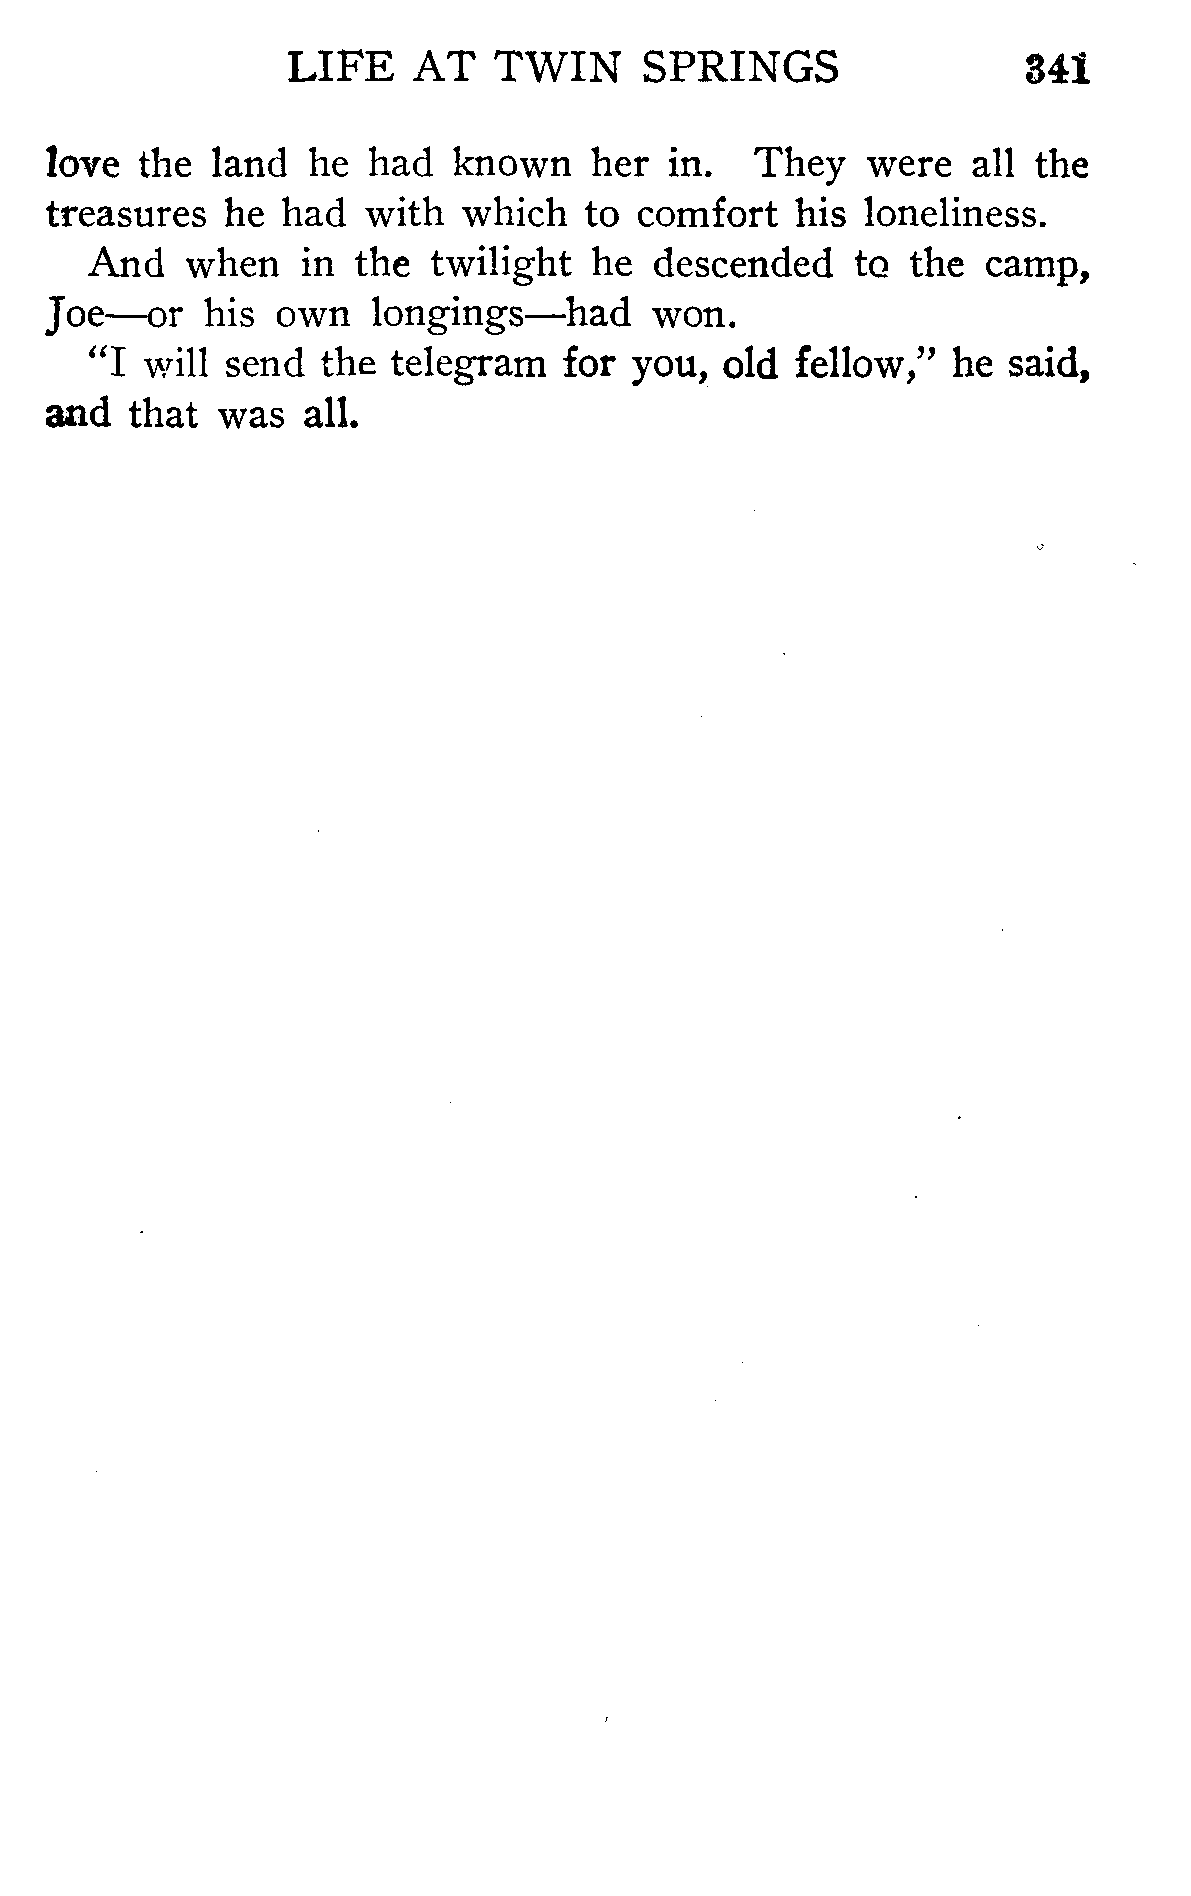 LIFE AT TWIN SPRINGS 341
love the land he had known her in. They were all the
treasures he had with which to comfort his loneliness.
And when in the twilight he descended to the camp,
Joe—or his own longings—had won.
"I will send the telegram for you, old fellow," he said,
and that was all.